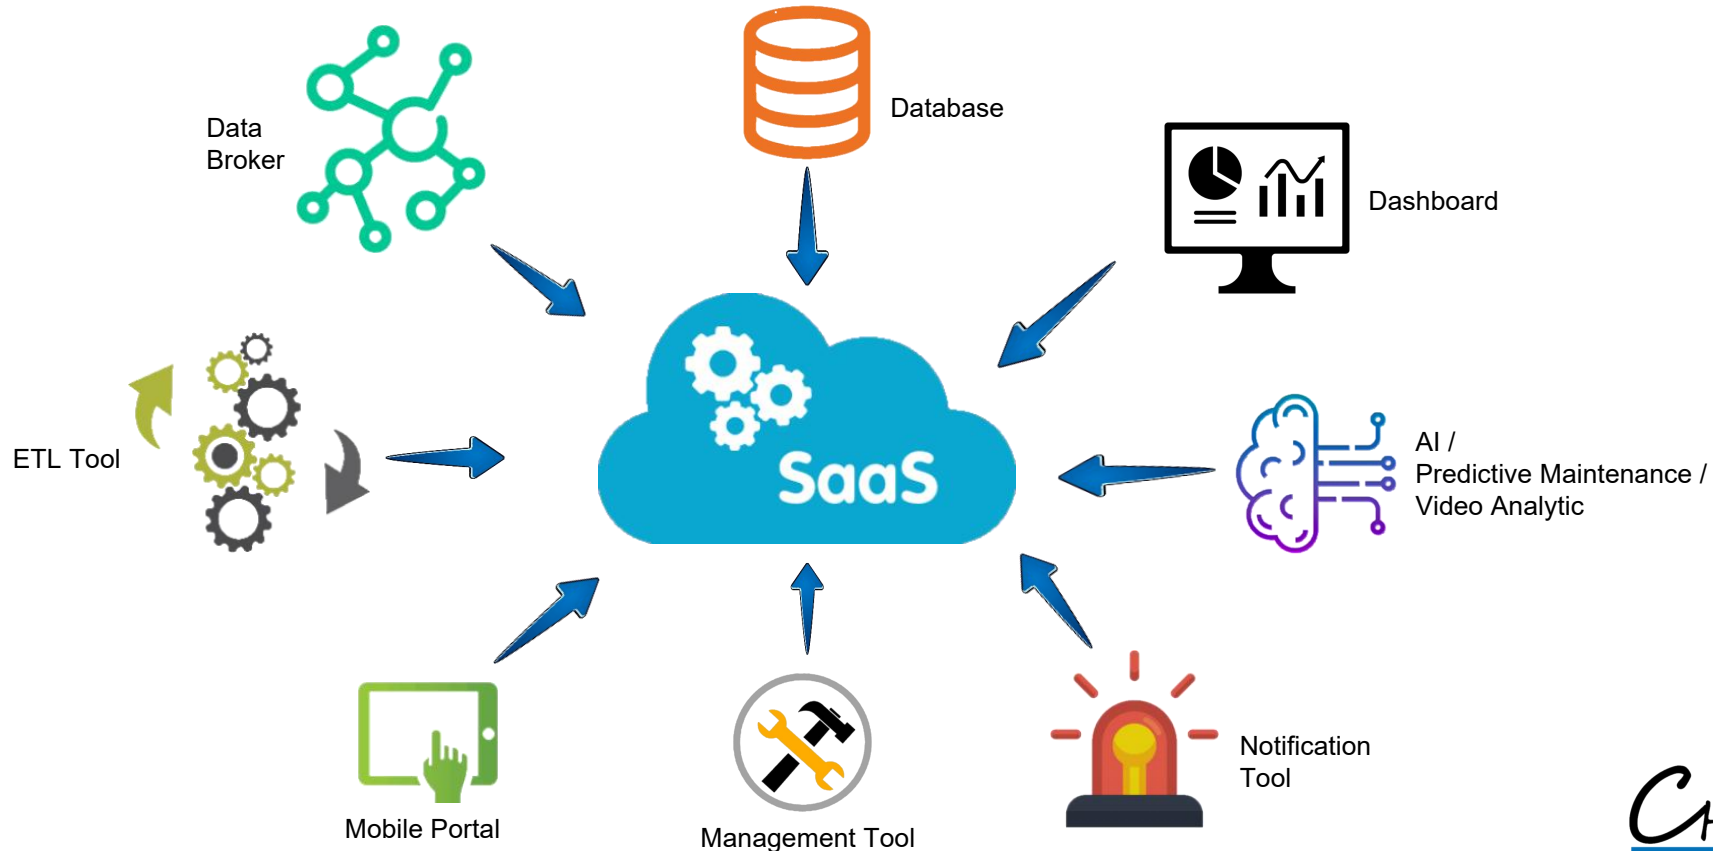 Database
Data
Broker
Dashboard
SaaS
ETL Tool
AI /
Predictive Maintenance /
Video Analytic
Notification
Tool
Mobile Portal
Management Tool